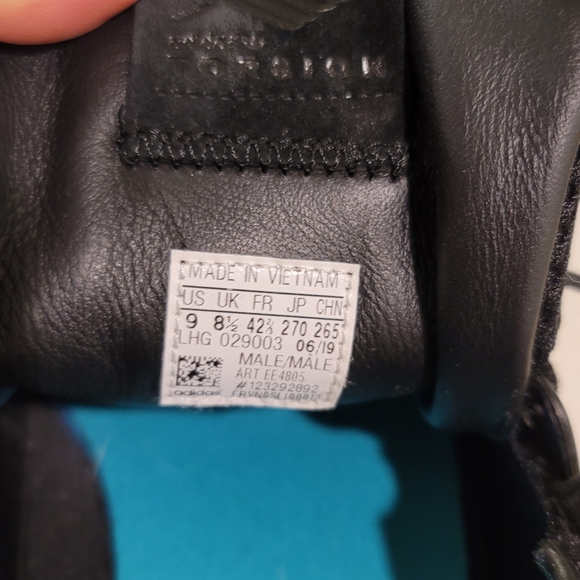 TORSION
MADE IN VIETNAM
US UK FR JP CHN
9 8½ 42⅔ 270 265
LHG 029003 06/19
MALE/MALE
ART EE4805
#123292892
adidas